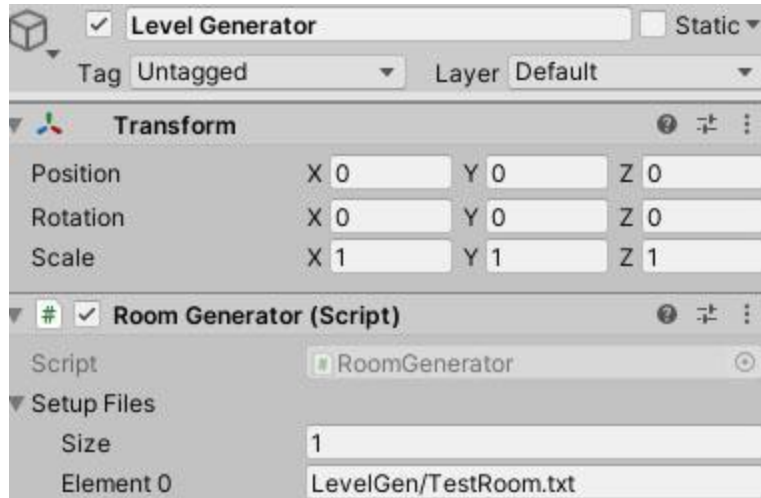 Level Generator Static
Tag Untagged Layer Default
Transform
Position X 0 Y 0 Z 0
Rotation X 0 Y 0 Z 0
Scale X 1 Y 1 Z 1
# Room Generator (Script)
Script # RoomGenerator
Setup Files
Size 1
Element 0 LevelGen/TestRoom.txt